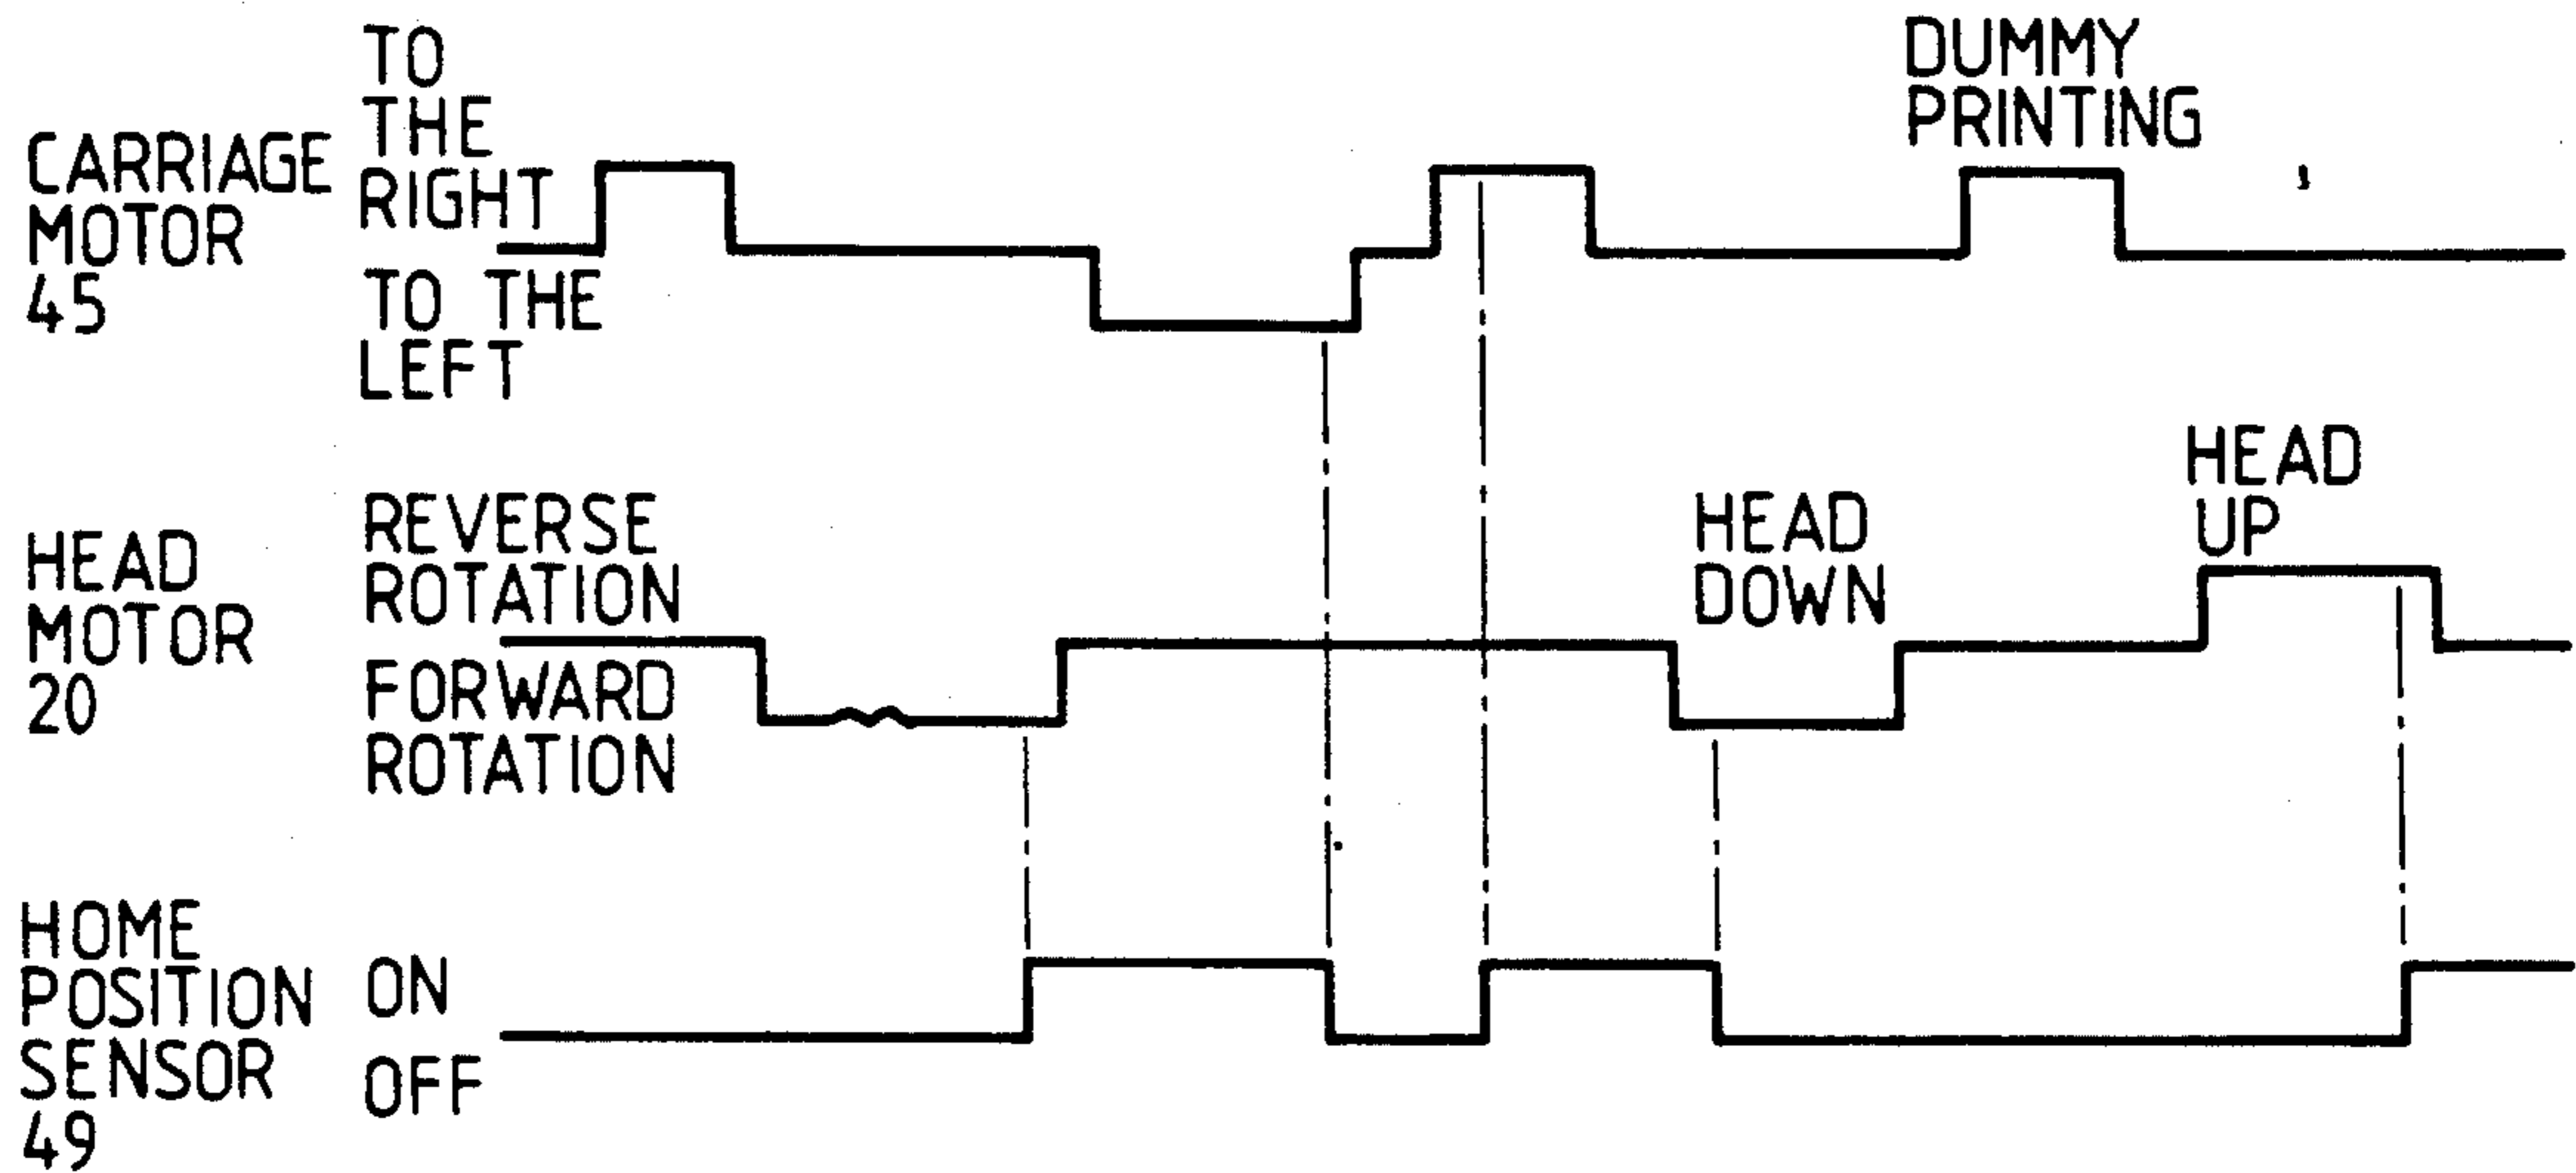 CARRIAGE
MOTOR
45
TO
THE
RIGHT
TO THE
LEFT
DUMMY
PRINTING
HEAD
MOTOR
20
REVERSE
ROTATION
FORWARD
ROTATION
HEAD
DOWN
HEAD
UP
HOME
POSITION
SENSOR
49
ON
OFF